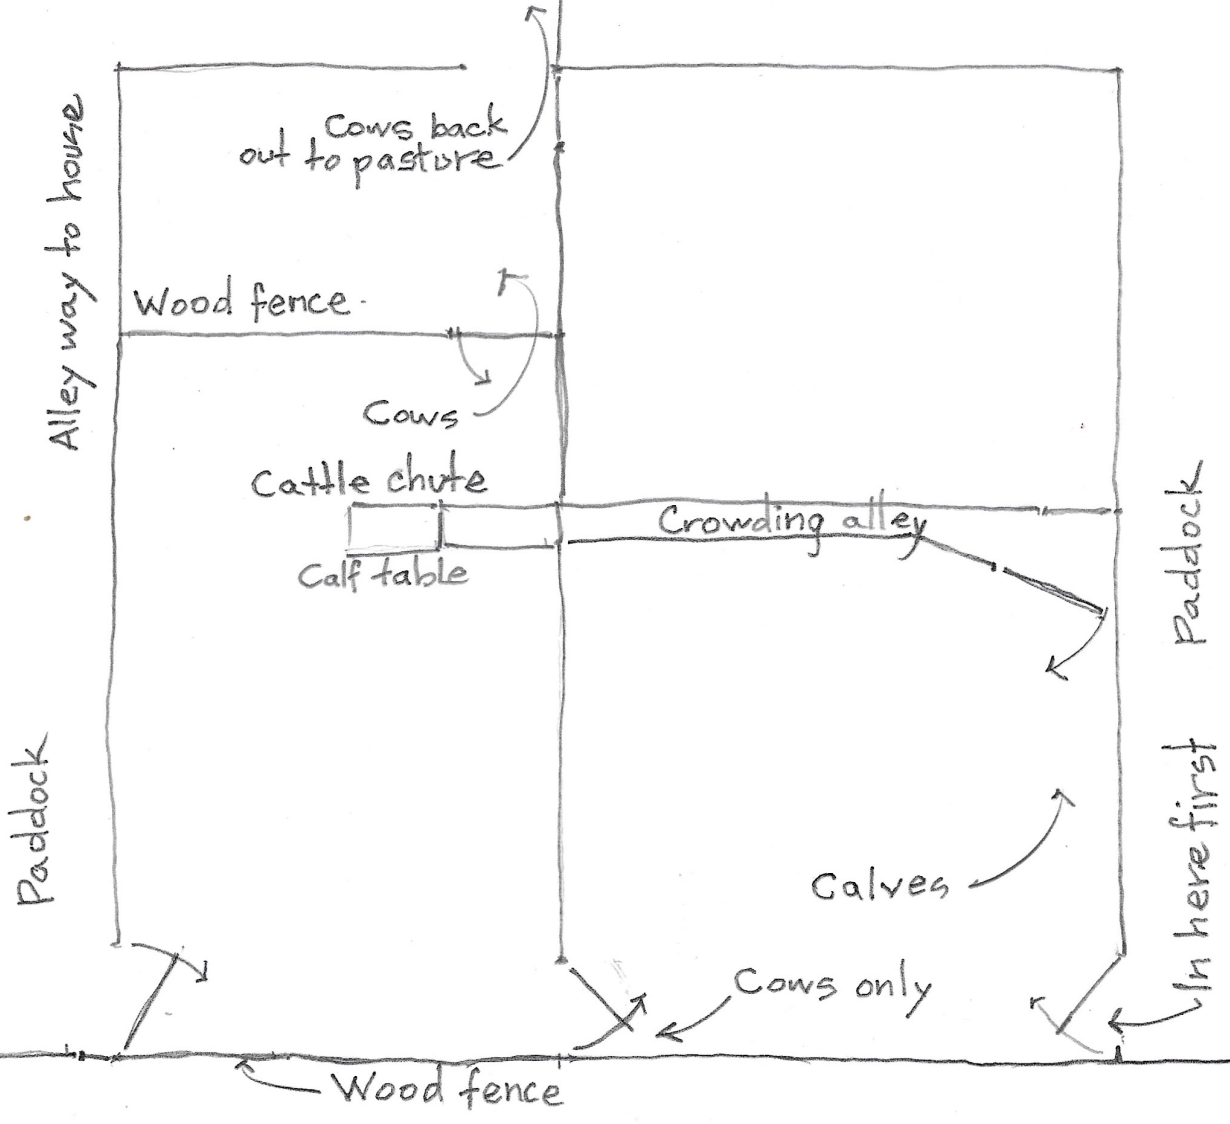 Cows back
out to pasture
Alley way to house
Wood fence
Cows
Cattle chute
Crowding alley
Calf table
Paddock
Paddock
In here first
Calves
Cows only
Wood fence